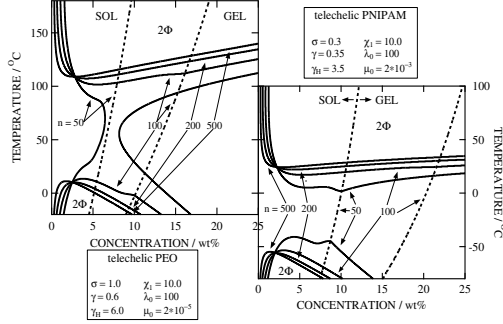 SOL
2Φ
GEL
TEMPERATURE / °C
150
100
50
0
n = 50
100
200
500
2Φ
0
5
10
15
20
25
CONCENTRATION / wt%
telechelic PEO
σ = 1.0
χ₁ = 10.0
γ = 0.6
λ₀ = 100
γH = 6.0
μ₀ = 2*10⁻⁵
telechelic PNIPAM
σ = 0.3
χ₁ = 10.0
γ = 0.35
λ₀ = 100
γH = 3.5
μ₀ = 2*10⁻³
SOL
GEL
2Φ
n = 500
200
50
100
2Φ
100
50
0
-50
TEMPERATURE / °C
0
5
10
15
20
25
CONCENTRATION / wt%